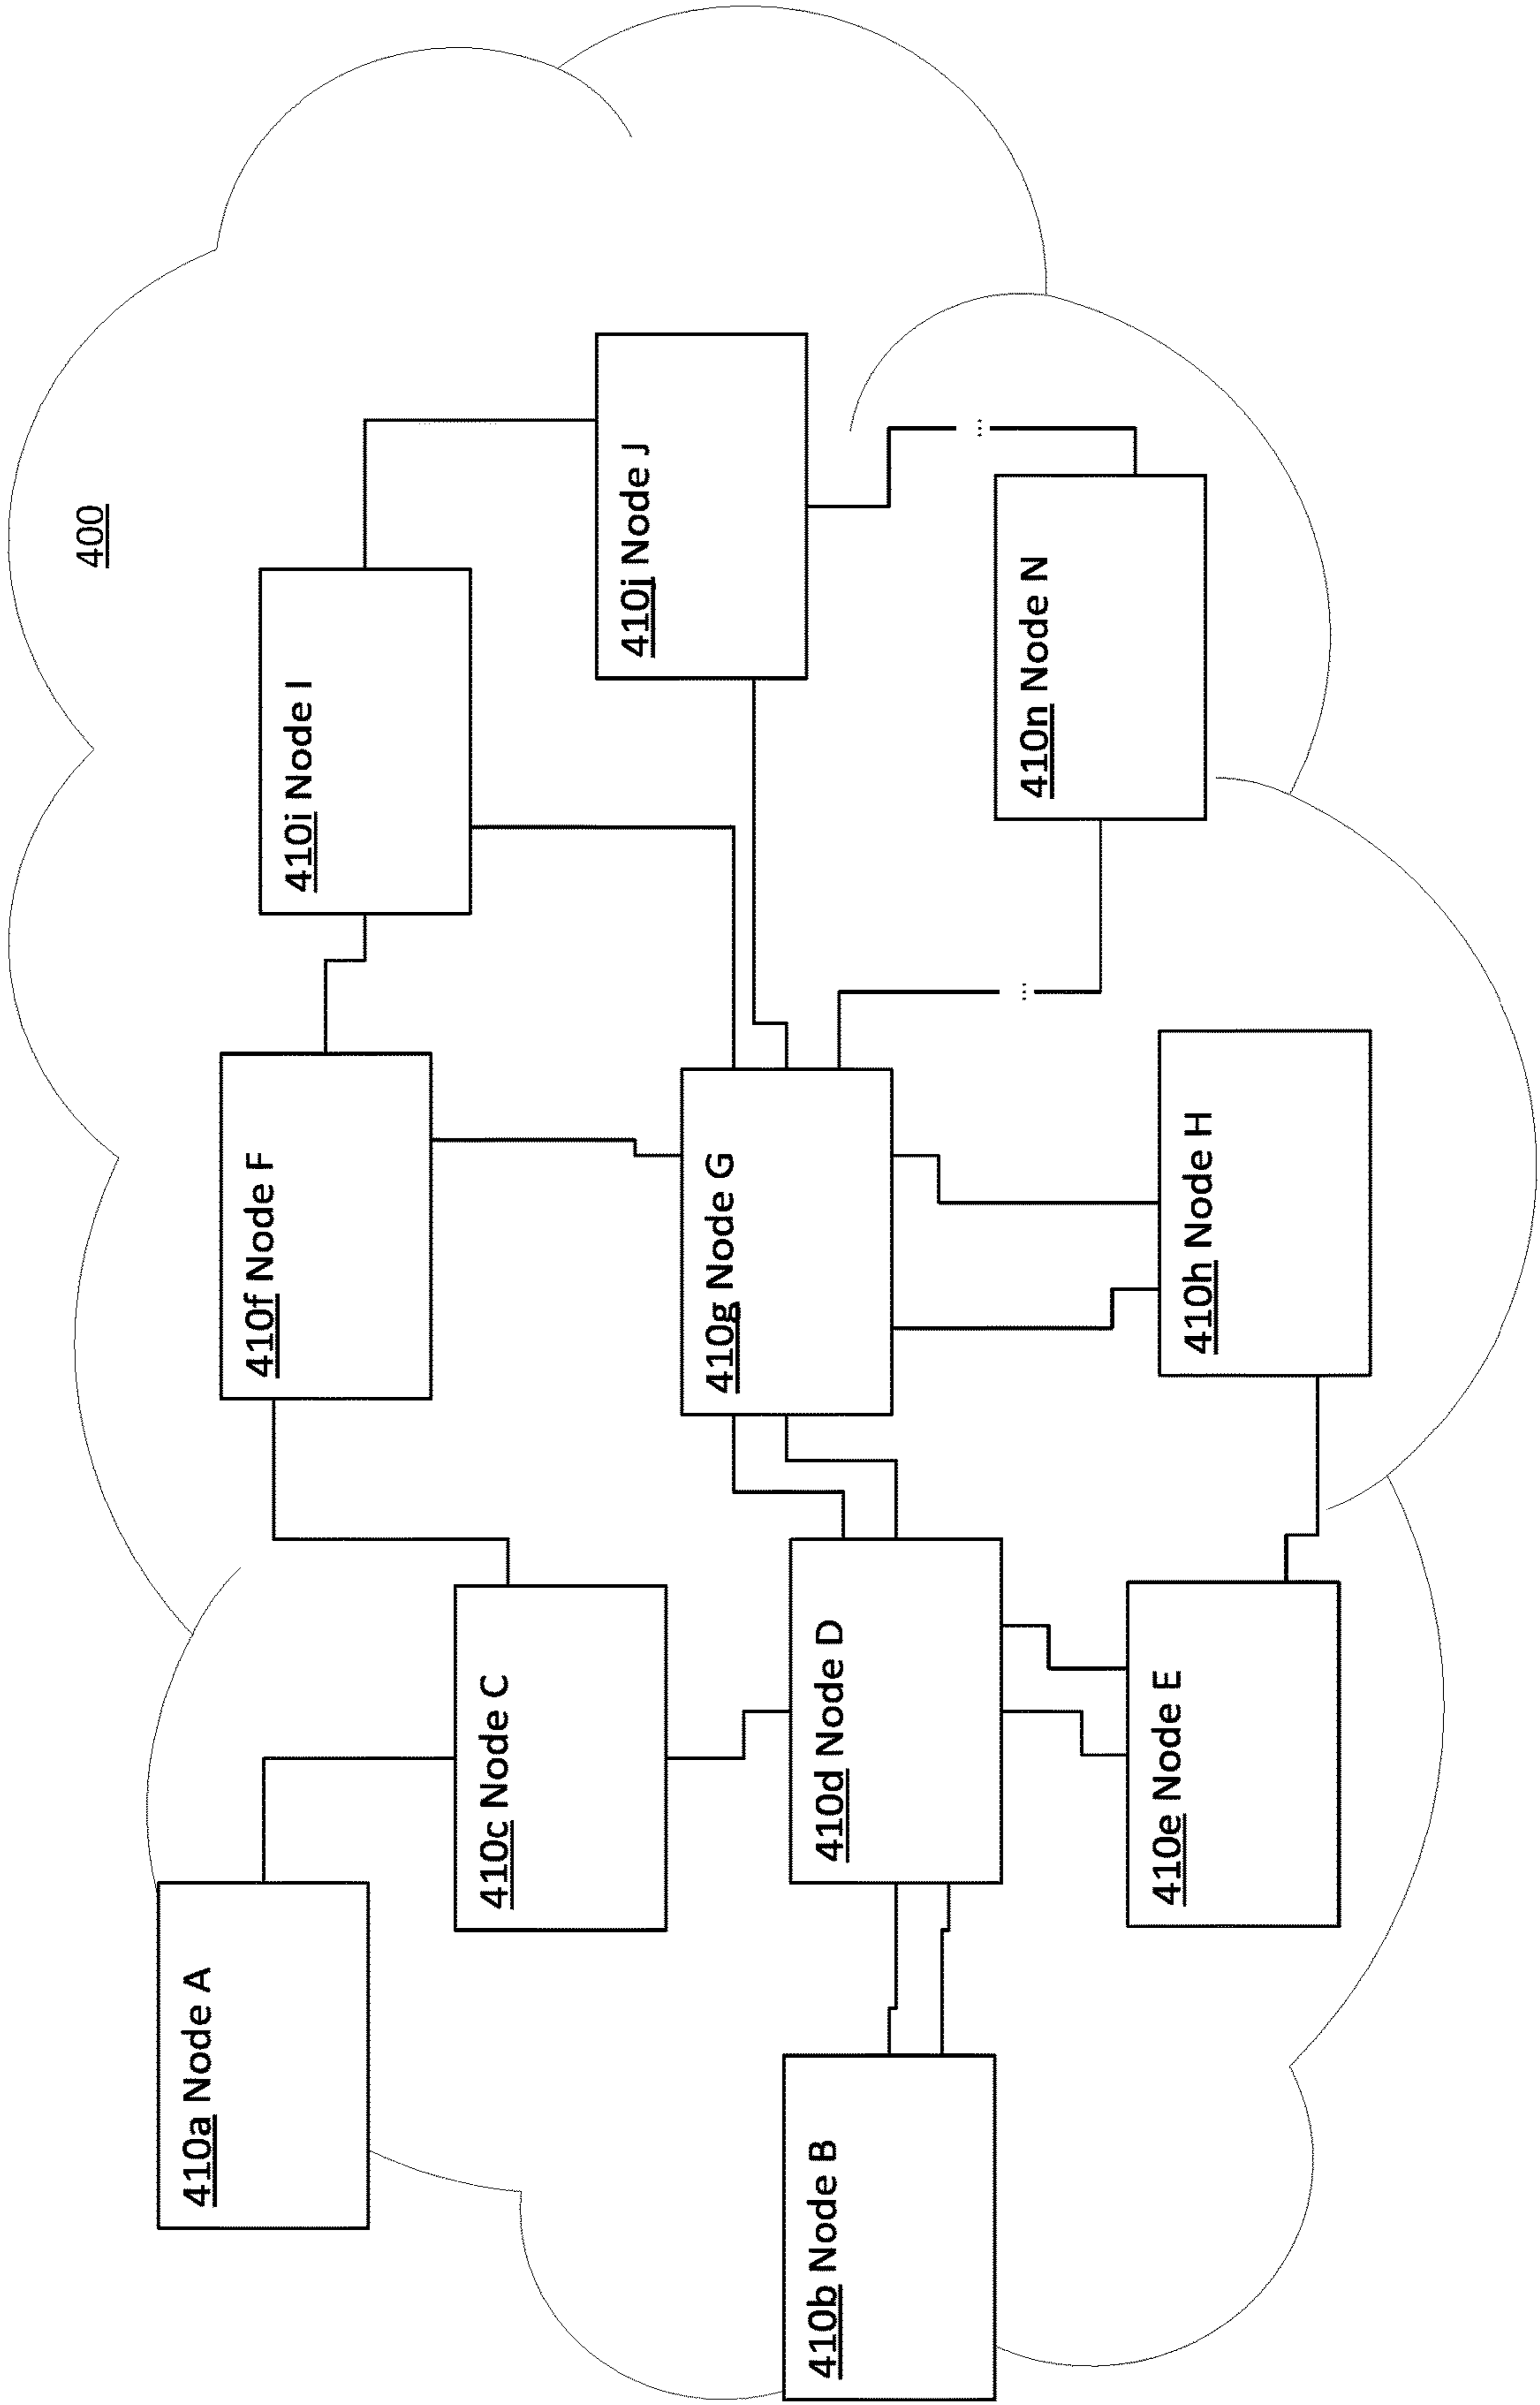 400
410a Node A
410f Node F
410i Node I
410c Node C
410j Node J
410g Node G
410b Node B
410d Node D
410n Node N
410e Node E
410h Node H
...
...